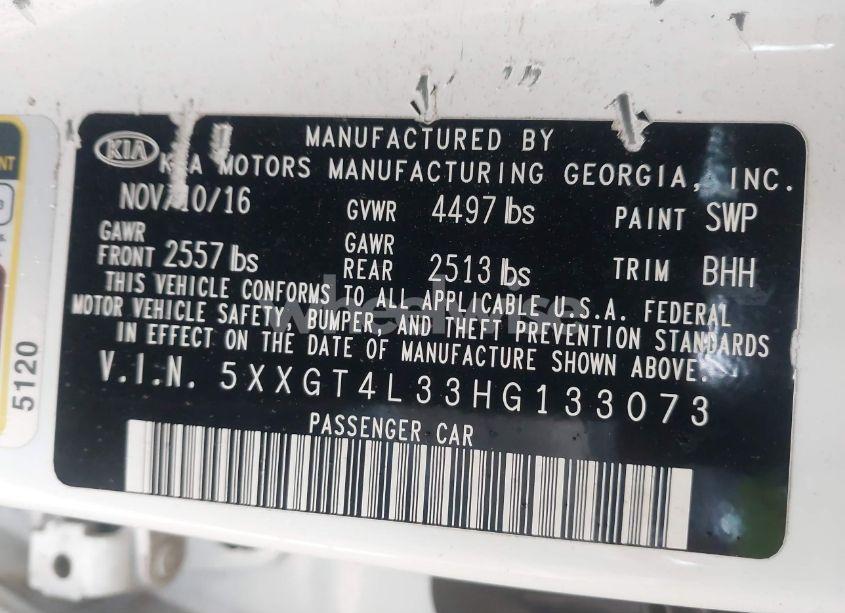 MANUFACTURED BY
KIA KIA MOTORS MANUFACTURING GEORGIA, INC.
NOV/10/16 GVWR 4497 lbs PAINT SWP
GAWR FRONT 2557 lbs GAWR REAR 2513 lbs TRIM BHH
THIS VEHICLE CONFORMS TO ALL APPLICABLE U.S.A. FEDERAL
MOTOR VEHICLE SAFETY, BUMPER, AND THEFT PREVENTION STANDARDS
IN EFFECT ON THE DATE OF MANUFACTURE SHOWN ABOVE.
V.I.N. 5XXGT4L33HG133073
PASSENGER CAR
5120